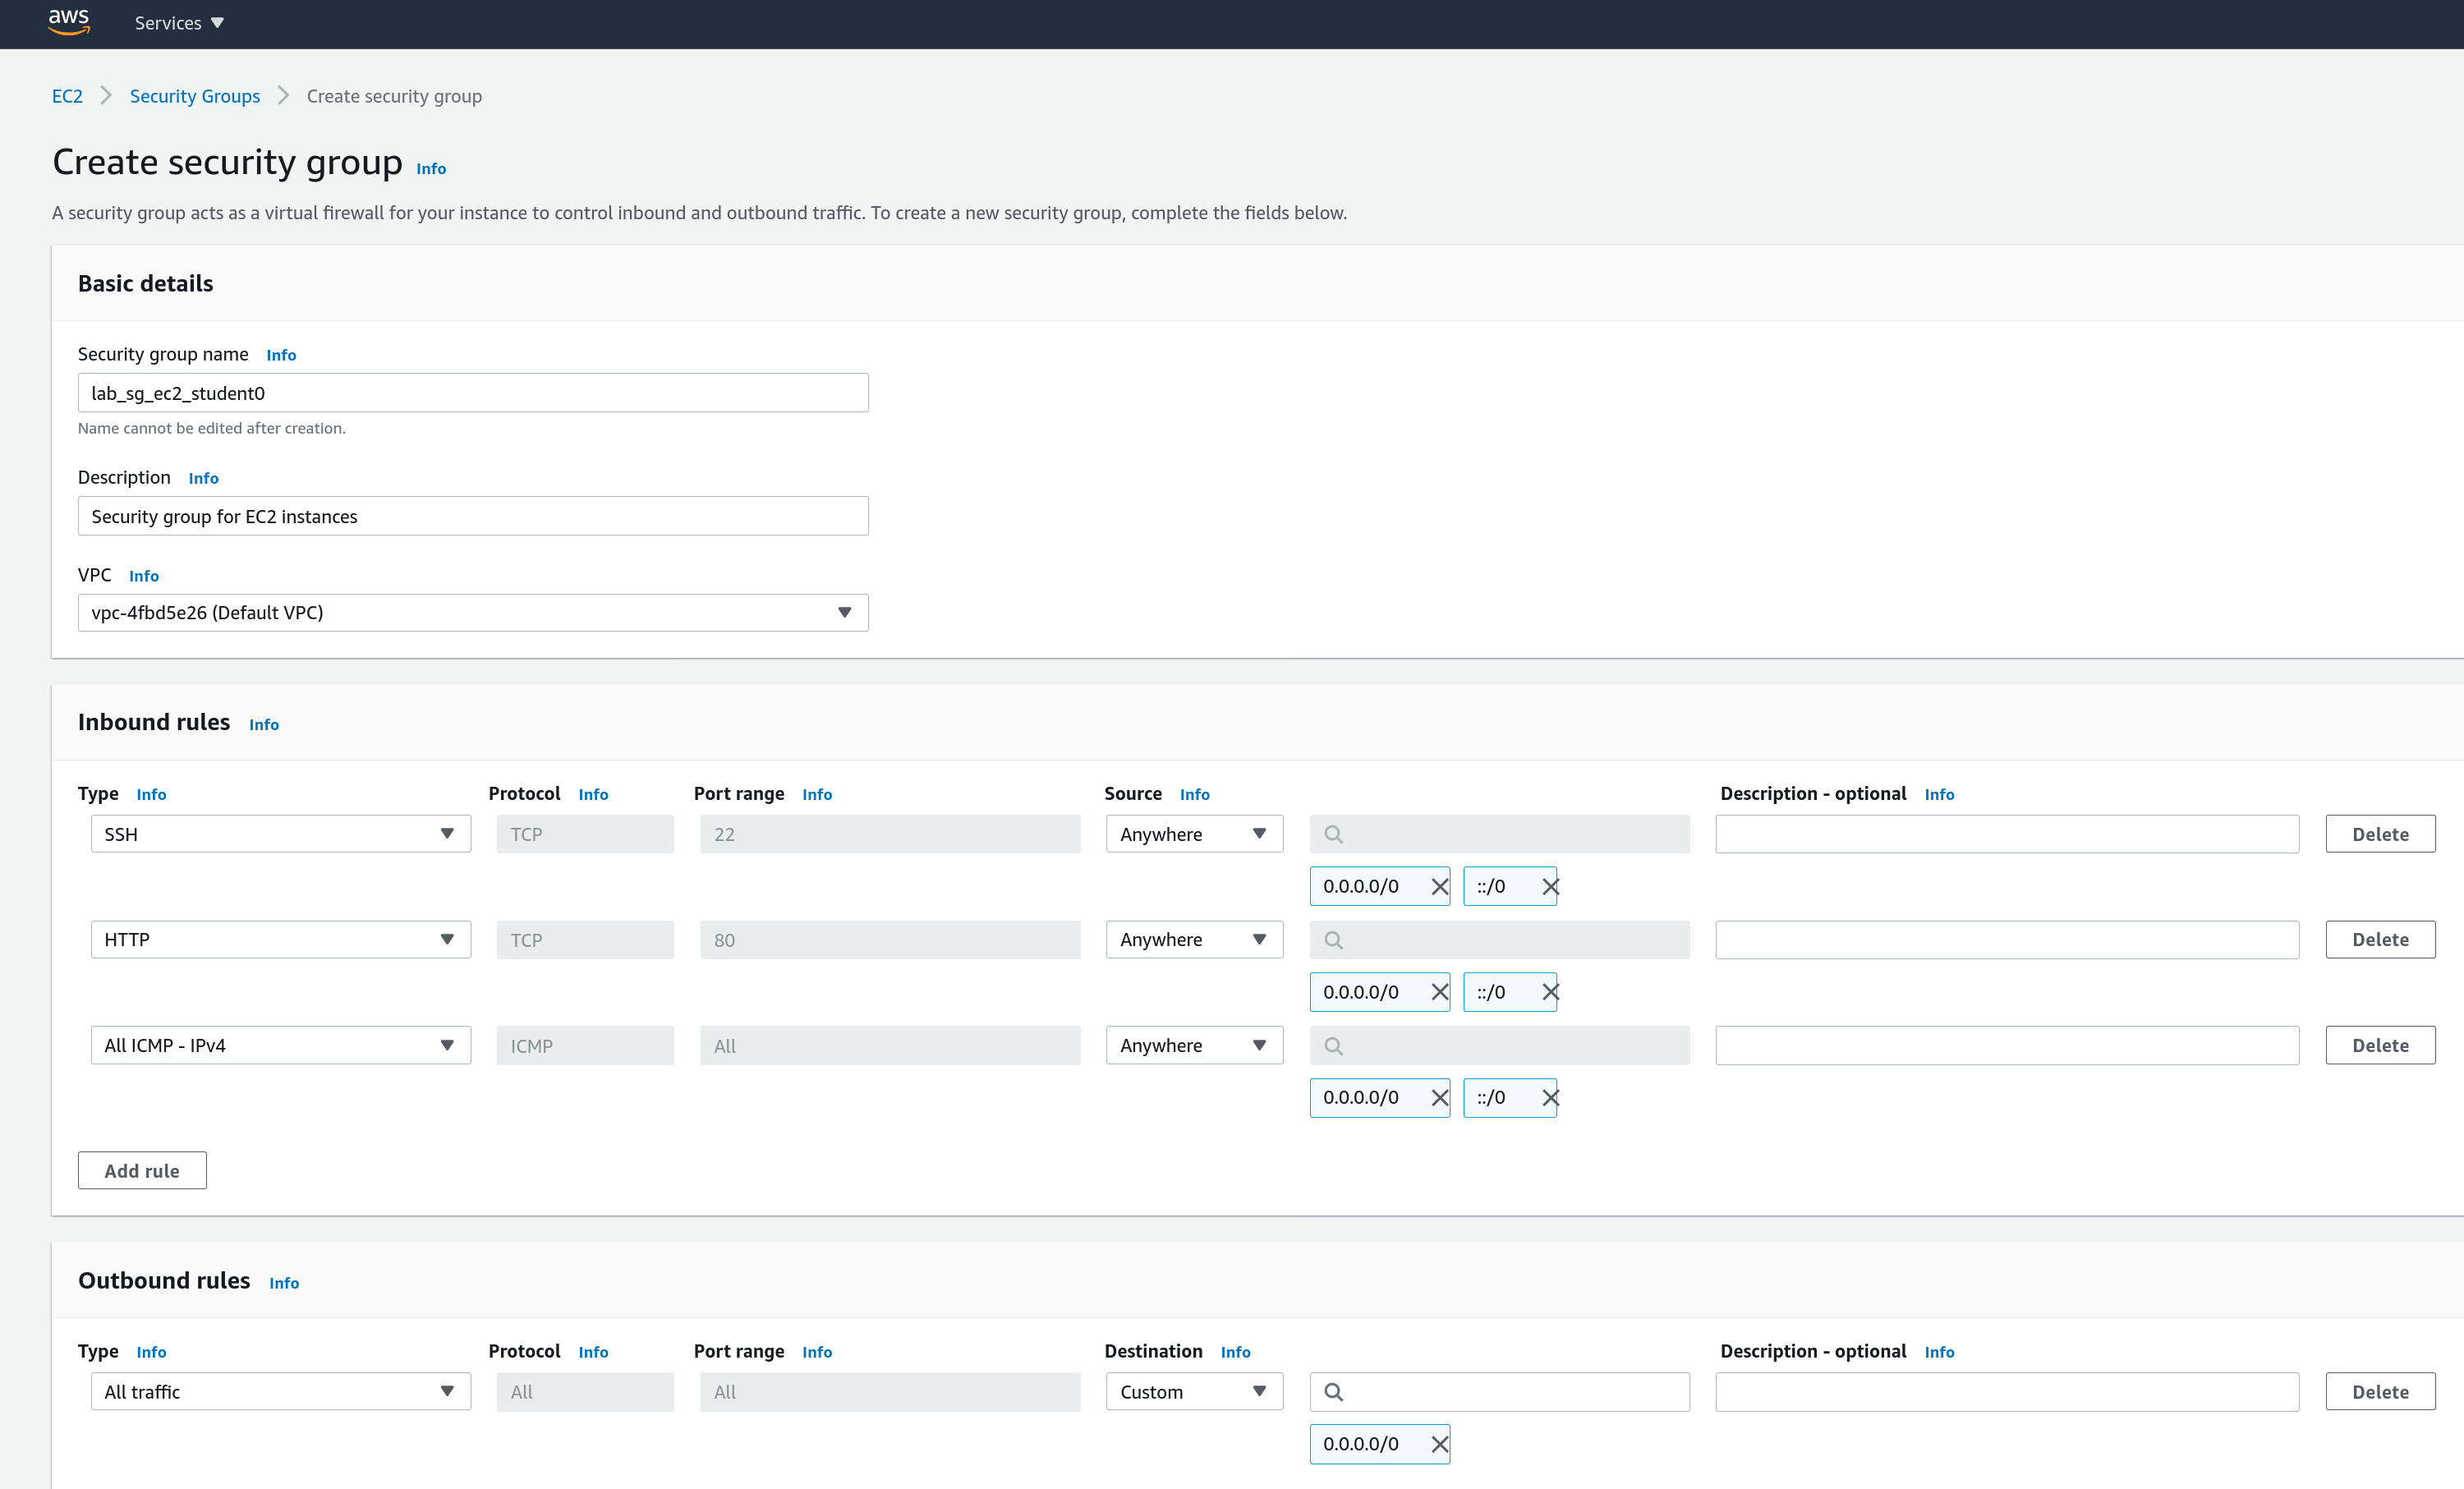 aws Services
EC2 Security Groups Create security group
Create security group Info
A security group acts as a virtual firewall for your instance to control inbound and outbound traffic. To create a new security group, complete the fields below.
Basic details
Security group name Info
lab_sg_ec2_student0
Name cannot be edited after creation.
Description Info
Security group for EC2 instances
VPC Info
vpc-4fbd5e26 (Default VPC)
Inbound rules Info
Type Info Protocol Info Port range Info Source Info Description - optional Info
SSH TCP 22 Anywhere Delete
0.0.0.0/0 ::/0
HTTP TCP 80 Anywhere Delete
0.0.0.0/0 ::/0
All ICMP - IPv4 ICMP All Anywhere Delete
0.0.0.0/0 ::/0
Add rule
Outbound rules Info
Type Info Protocol Info Port range Info Destination Info Description - optional Info
All traffic All All Custom Delete
0.0.0.0/0